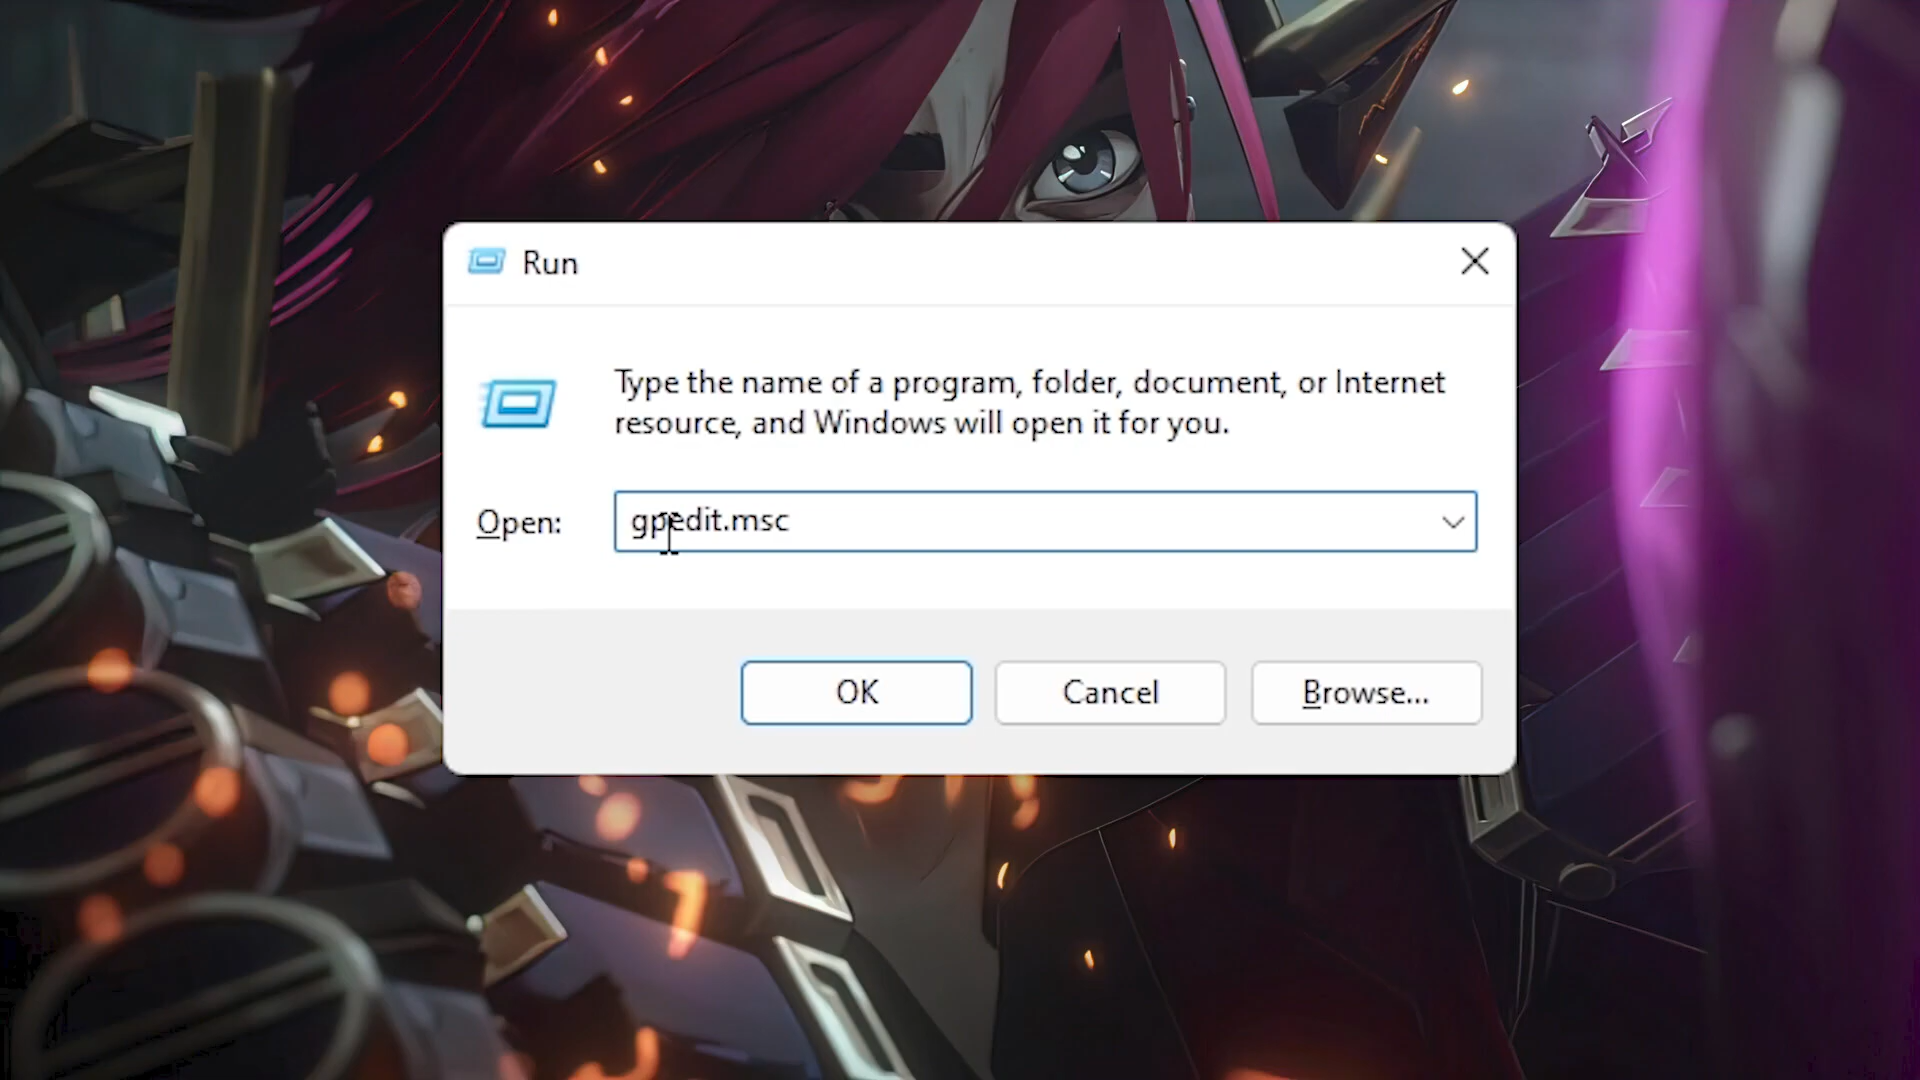 Run
Type the name of a program, folder, document, or Internet
resource, and Windows will open it for you.
Open: gpedit.msc
OK Cancel Browse...